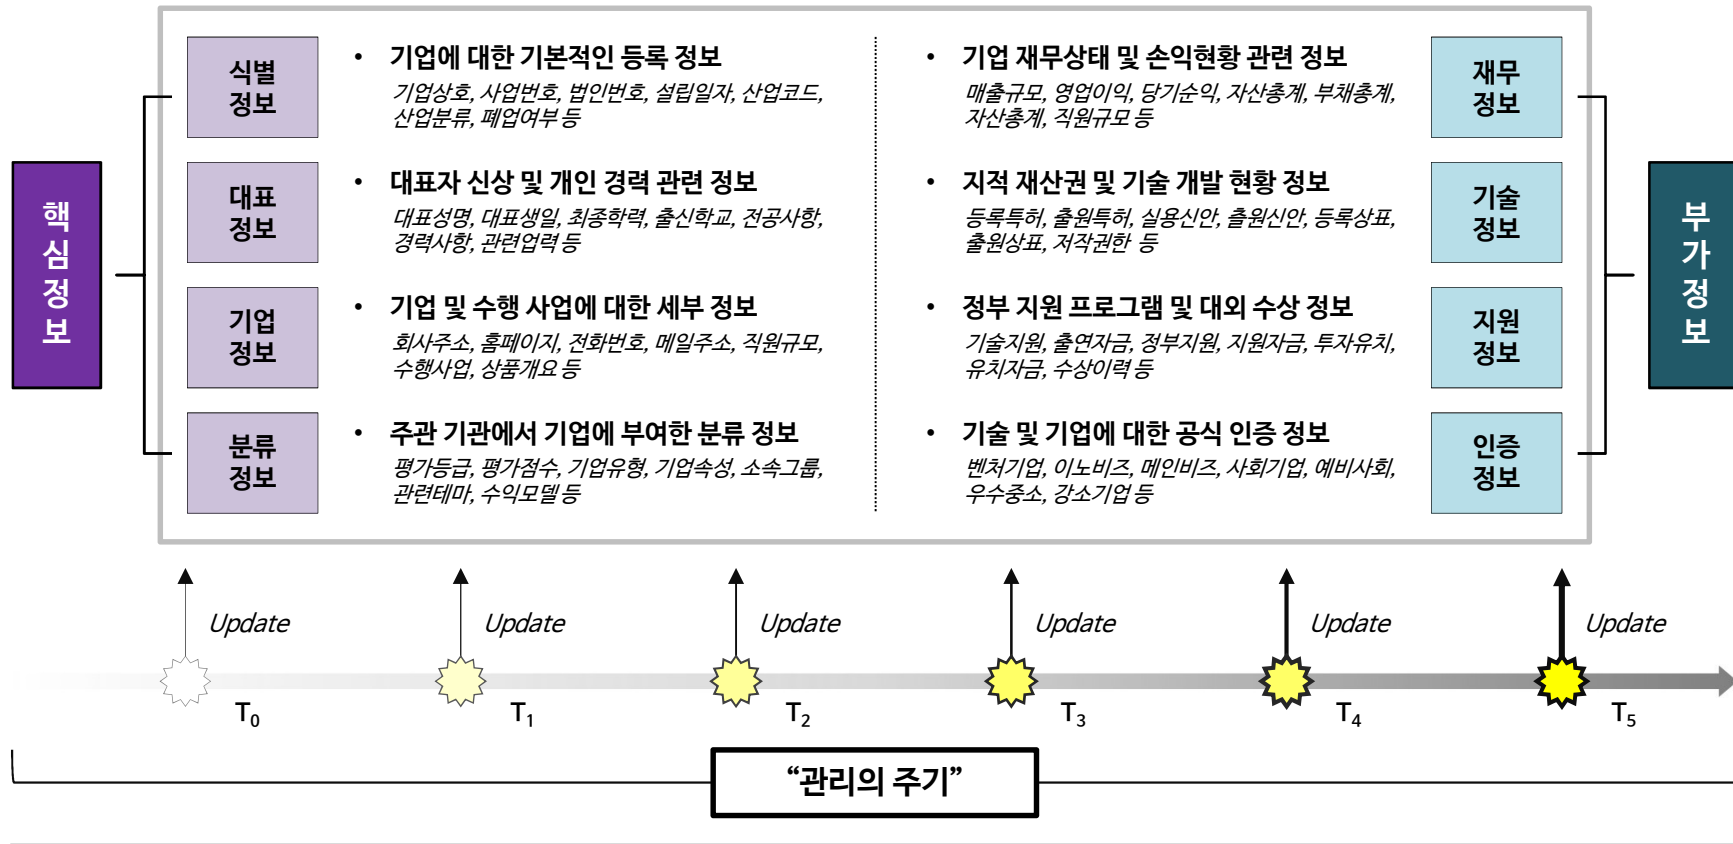 핵심정보
식별
정보
• 기업에 대한 기본적인 등록 정보
기업상호, 사업번호, 법인번호, 설립일자, 산업코드,
산업분류, 폐업여부 등
대표
정보
• 대표자 신상 및 개인 경력 관련 정보
대표성명, 대표생일, 최종학력, 출신학교, 전공사항,
경력사항, 관련업력 등
기업
정보
• 기업 및 수행 사업에 대한 세부 정보
회사주소, 홈페이지, 전화번호, 메일주소, 직원규모,
수행사업, 상품개요 등
분류
정보
• 주관 기관에서 기업에 부여한 분류 정보
평가등급, 평가점수, 기업유형, 기업속성, 소속그룹,
관련테마, 수익모델 등
• 기업 재무상태 및 손익현황 관련 정보
매출규모, 영업이익, 당기순익, 자산총계, 부채총계,
자산총계, 직원규모 등
재무
정보
• 지적 재산권 및 기술 개발 현황 정보
등록특허, 출원특허, 실용신안, 출원신안, 등록상표,
출원상표, 저작권한 등
기술
정보
• 정부 지원 프로그램 및 대외 수상 정보
기술지원, 출연자금, 정부지원, 지원자금, 투자유치,
유치자금, 수상이력 등
지원
정보
• 기술 및 기업에 대한 공식 인증 정보
벤처기업, 이노비즈, 메인비즈, 사회기업, 예비사회,
우수중소, 강소기업 등
인증
정보
부가정보
Update Update Update Update Update Update
T0 T1 T2 T3 T4 T5
“관리의 주기”